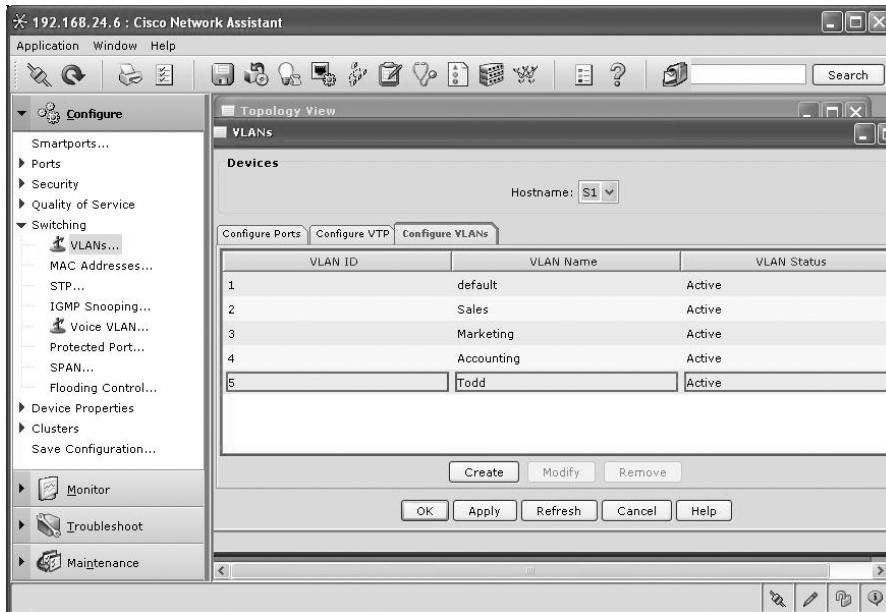 192.168.24.6 : Cisco Network Assistant
Application Window Help
Search
Configure
Smartports...
Ports
Security
Quality of Service
Switching
VLANs...
MAC Addresses...
STP...
IGMP Snooping...
Voice VLAN...
Protected Port...
SPAN...
Flooding Control...
Device Properties
Clusters
Save Configuration...
Monitor
Troubleshoot
Maintenance
Topology View
VLANs
Devices
Hostname: S1
Configure Ports Configure VTP Configure VLANs
VLAN ID VLAN Name VLAN Status
1 default Active
2 Sales Active
3 Marketing Active
4 Accounting Active
5 Todd Active
Create Modify Remove
OK Apply Refresh Cancel Help